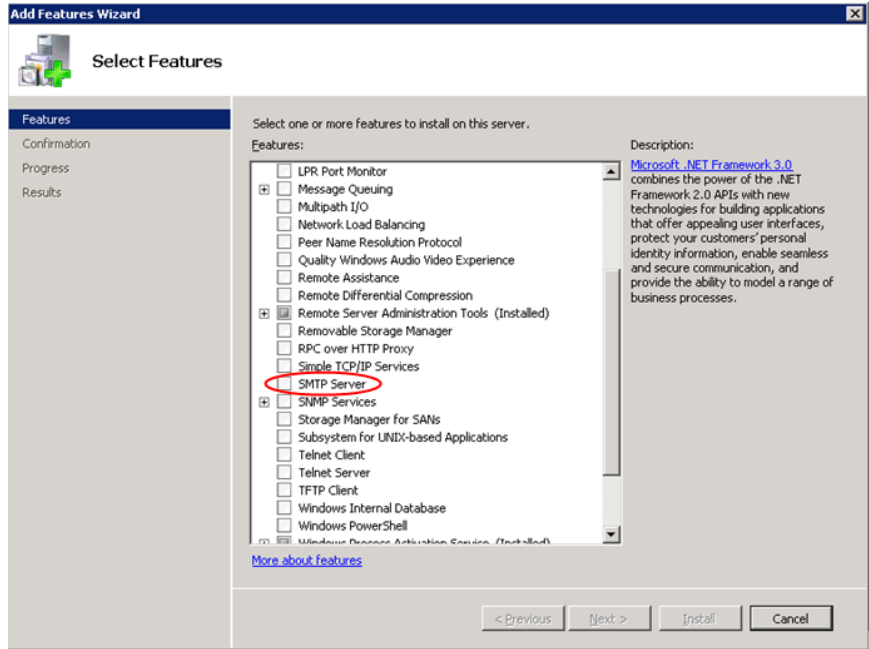 Add Features Wizard
Select Features
Features
Confirmation
Progress
Results
Select one or more features to install on this server.
Features:
LPR Port Monitor
Message Queuing
Multipath I/O
Network Load Balancing
Peer Name Resolution Protocol
Quality Windows Audio Video Experience
Remote Assistance
Remote Differential Compression
Remote Server Administration Tools (Installed)
Removable Storage Manager
RPC over HTTP Proxy
Simple TCP/IP Services
SMTP Server
SNMP Services
Storage Manager for SANs
Subsystem for UNIX-based Applications
Telnet Client
Telnet Server
TFTP Client
Windows Internal Database
Windows PowerShell
Windows Process Activation Service (Installed)
More about features
Description:
Microsoft .NET Framework 3.0
combines the power of the .NET
Framework 2.0 APIs with new
technologies for building applications
that offer appealing user interfaces,
protect your customers' personal
identity information, enable seamless
and secure communication, and
provide the ability to model a range of
business processes.
< Previous
Next >
Install
Cancel